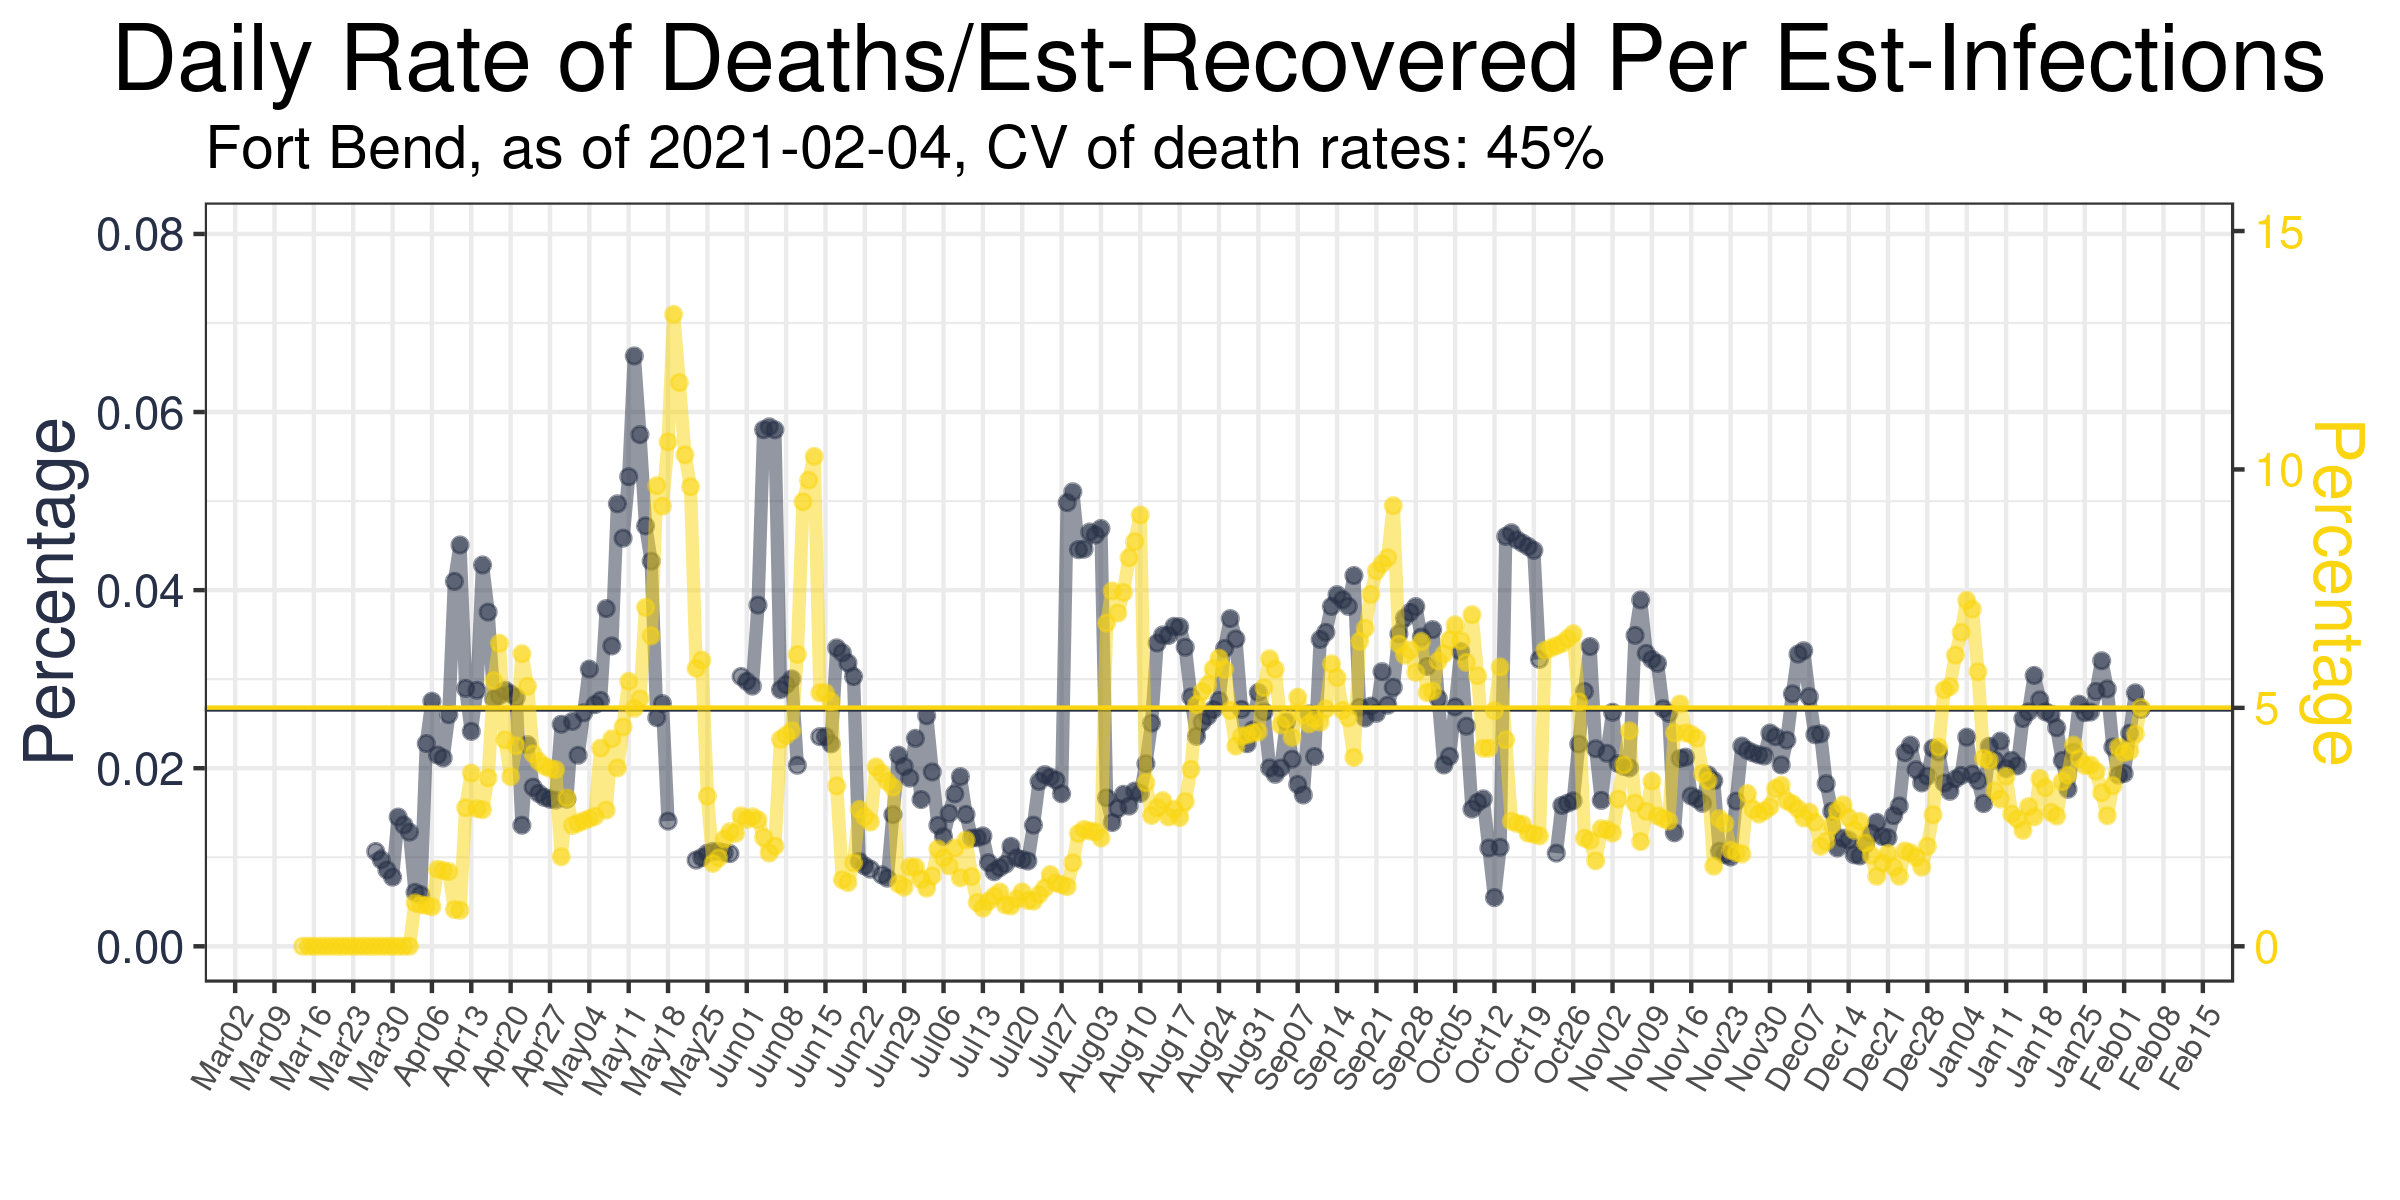 Daily Rate of Deaths/Est-Recovered Per Est-Infections
Fort Bend, as of 2021-02-04, CV of death rates: 45%
Percentage
0.08
0.06
0.04
0.02
0.00
15
10
5
0
Percentage
Mar02
Mar09
Mar16
Mar23
Mar30
Apr06
Apr13
Apr20
Apr27
May04
May11
May18
May25
Jun01
Jun08
Jun15
Jun22
Jun29
Jul06
Jul13
Jul20
Jul27
Aug03
Aug10
Aug17
Aug24
Aug31
Sep07
Sep14
Sep21
Sep28
Oct05
Oct12
Oct19
Oct26
Nov02
Nov09
Nov16
Nov23
Nov30
Dec07
Dec14
Dec21
Dec28
Jan04
Jan11
Jan18
Jan25
Feb01
Feb08
Feb15